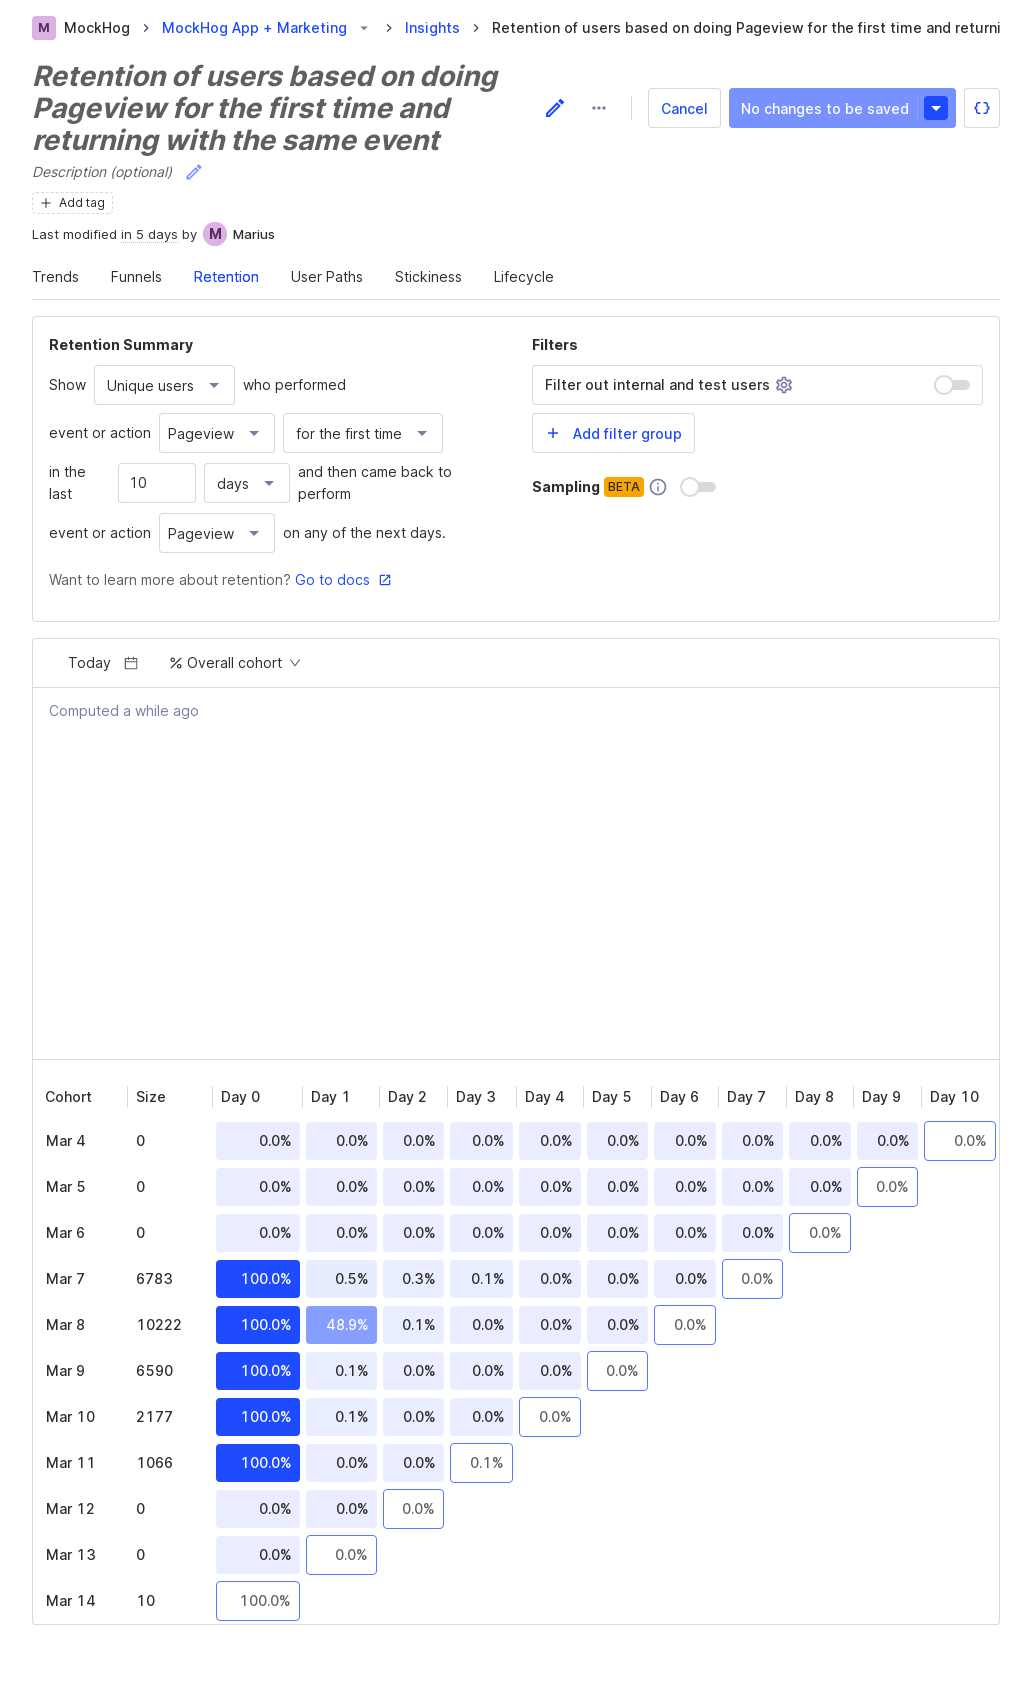 M MockHog > MockHog App + Marketing > Insights > Retention of users based on doing Pageview for the first time and returni
Retention of users based on doing
Pageview for the first time and
returning with the same event
Cancel
No changes to be saved
Description (optional)
+ Add tag
Last modified in 5 days by M Marius
Trends Funnels Retention User Paths Stickiness Lifecycle
Retention Summary
Show Unique users who performed
event or action Pageview for the first time
in the
last
10 days
and then came back to
perform
event or action Pageview on any of the next days.
Want to learn more about retention? Go to docs
Filters
Filter out internal and test users
+ Add filter group
Sampling BETA
Today % Overall cohort
Computed a while ago
Cohort Size Day 0 Day 1 Day 2 Day 3 Day 4 Day 5 Day 6 Day 7 Day 8 Day 9 Day 10
Mar 4 0 0.0% 0.0% 0.0% 0.0% 0.0% 0.0% 0.0% 0.0% 0.0% 0.0% 0.0%
Mar 5 0 0.0% 0.0% 0.0% 0.0% 0.0% 0.0% 0.0% 0.0% 0.0% 0.0%
Mar 6 0 0.0% 0.0% 0.0% 0.0% 0.0% 0.0% 0.0% 0.0% 0.0%
Mar 7 6783 100.0% 0.5% 0.3% 0.1% 0.0% 0.0% 0.0% 0.0%
Mar 8 10222 100.0% 48.9% 0.1% 0.0% 0.0% 0.0% 0.0%
Mar 9 6590 100.0% 0.1% 0.0% 0.0% 0.0% 0.0%
Mar 10 2177 100.0% 0.1% 0.0% 0.0% 0.0%
Mar 11 1066 100.0% 0.0% 0.0% 0.1%
Mar 12 0 0.0% 0.0% 0.0%
Mar 13 0 0.0% 0.0%
Mar 14 10 100.0%